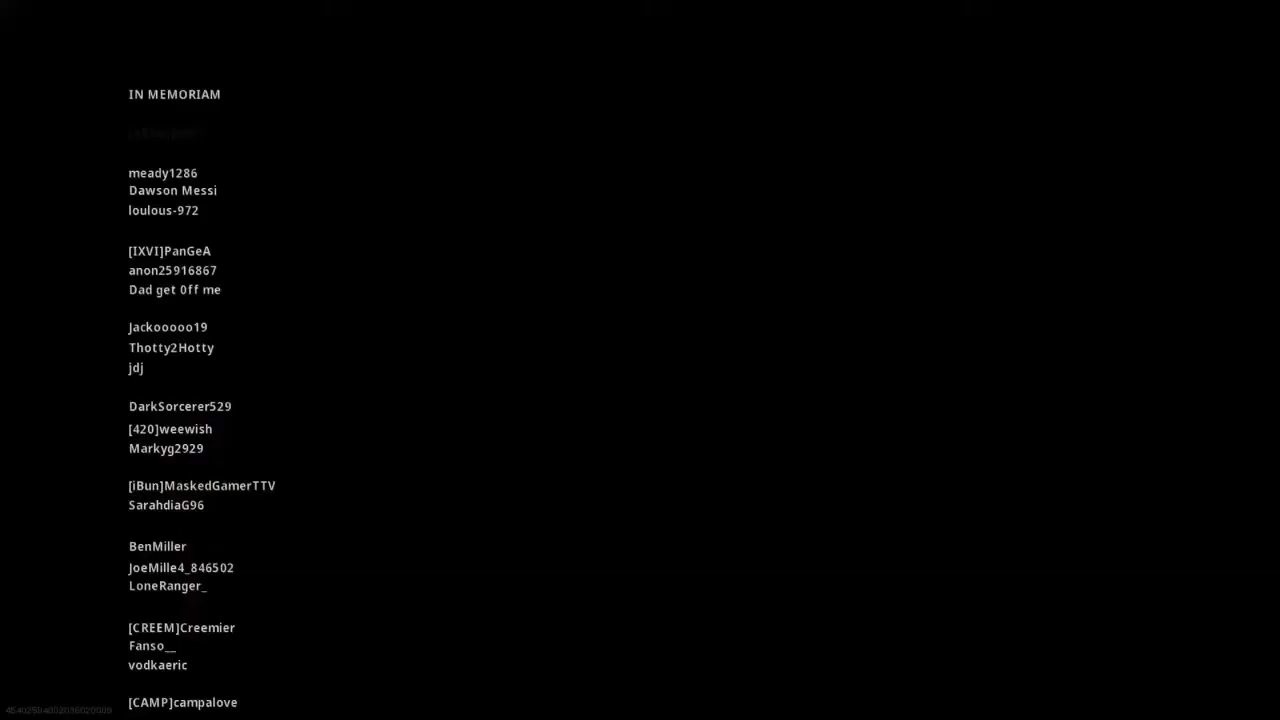 IN MEMORIAM
meady1286
Dawson Messi
loulous-972
[IXVI]PanGeA
anon25916867
Dad get 0ff me
Jackooooo19
Thotty2Hotty
jdj
DarkSorcerer529
[420]weewish
Markyg2929
[iBun]MaskedGamerTTV
SarahdiaG96
BenMiller
JoeMille4_846502
LoneRanger_
[CREEM]Creemier
Fanso__
vodkaeric
[CAMP]campalove